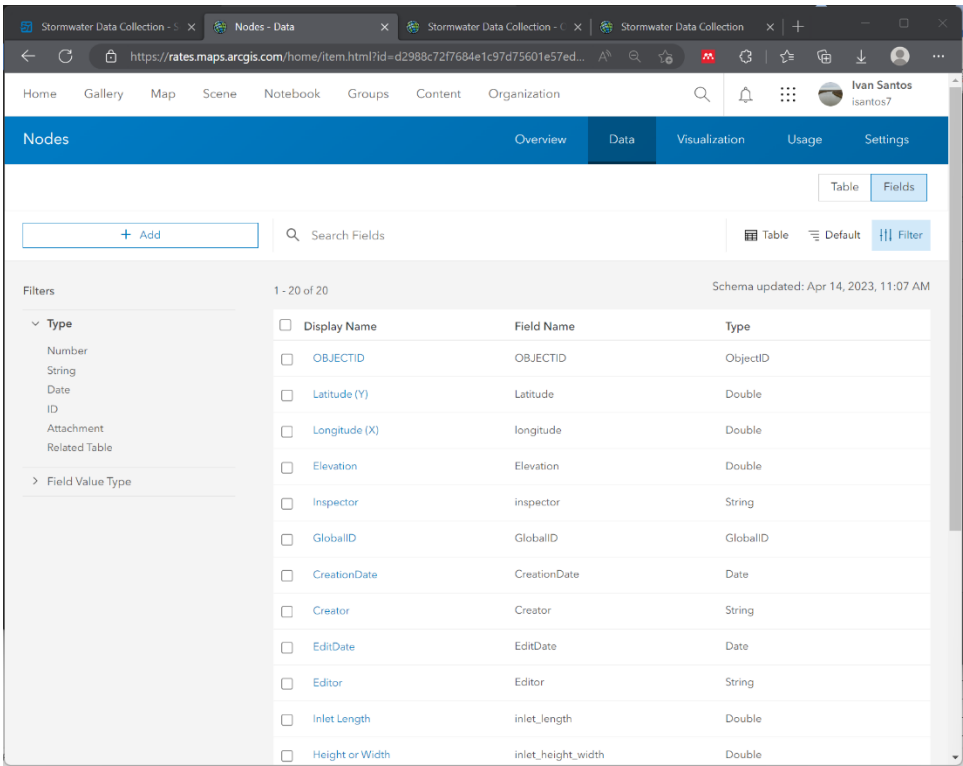 Stormwater Data Collection - S
Nodes - Data
Stormwater Data Collection - C
Stormwater Data Collection
https://rates.maps.arcgis.com/home/item.html?id=d2988c72f7684e1c97d75601e57ed...
Home Gallery Map Scene Notebook Groups Content Organization
Ivan Santos
isantos7
Nodes Overview Data Visualization Usage Settings
Table Fields
+ Add Search Fields Table Default Filter
Filters 1 - 20 of 20 Schema updated: Apr 14, 2023, 11:07 AM
Type
Number
String
Date
ID
Attachment
Related Table
Field Value Type
Display Name Field Name Type
OBJECTID OBJECTID ObjectID
Latitude (Y) Latitude Double
Longitude (X) longitude Double
Elevation Elevation Double
Inspector inspector String
GlobalID GlobalID GlobalID
CreationDate CreationDate Date
Creator Creator String
EditDate EditDate Date
Editor Editor String
Inlet Length inlet_length Double
Height or Width inlet_height_width Double